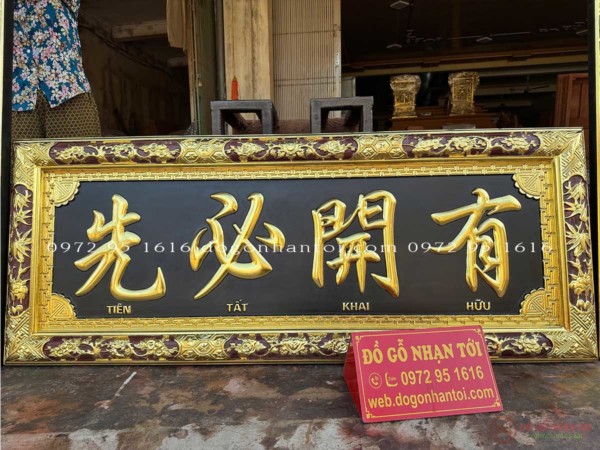 先必開有
TIÊN TẤT KHAI HỮU
0972 95 1616 dogonhantoi.com 0972 95 1616
ĐỒ GỖ NHẠN TỚI
0972 95 1616
web.dogonhantoi.com